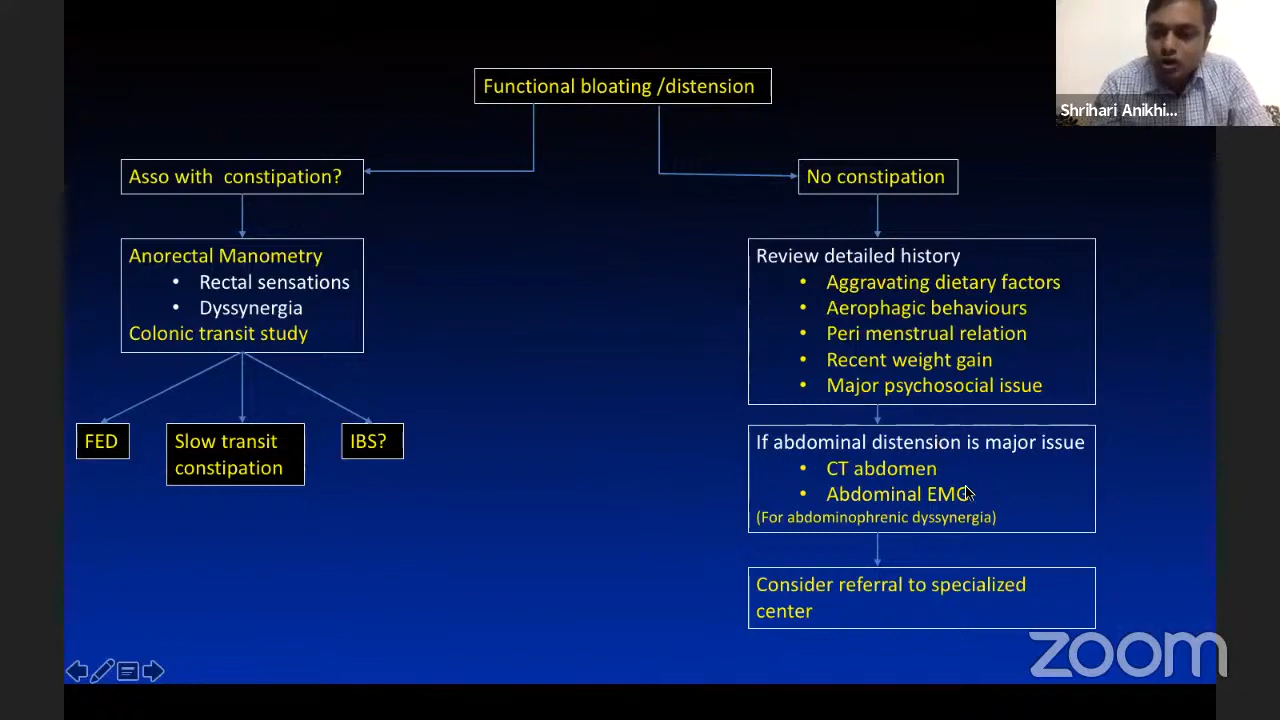 Functional bloating /distension
Shrihari Anikhi...
Asso with constipation?
No constipation
Anorectal Manometry
• Rectal sensations
• Dyssynergia
Colonic transit study
Review detailed history
• Aggravating dietary factors
• Aerophagic behaviours
• Peri menstrual relation
• Recent weight gain
• Major psychosocial issue
FED
Slow transit
constipation
IBS?
If abdominal distension is major issue
• CT abdomen
• Abdominal EMG
(For abdominophrenic dyssynergia)
Consider referral to specialized
center
zoom